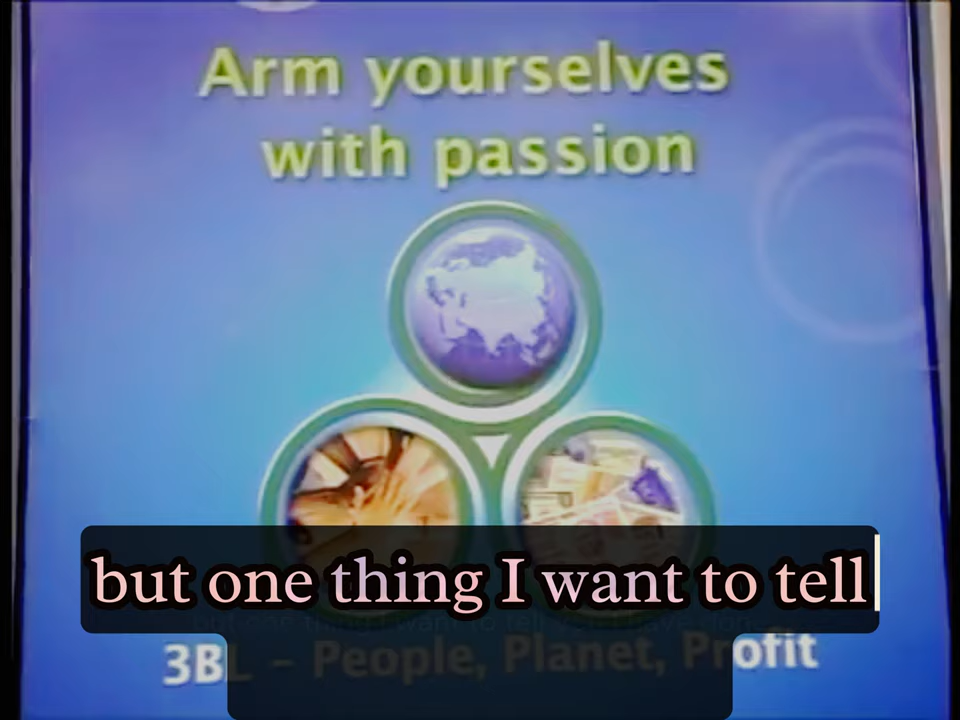 Arm yourselves
with passion
but one thing I want to tell
3BL – People, Planet, Profit